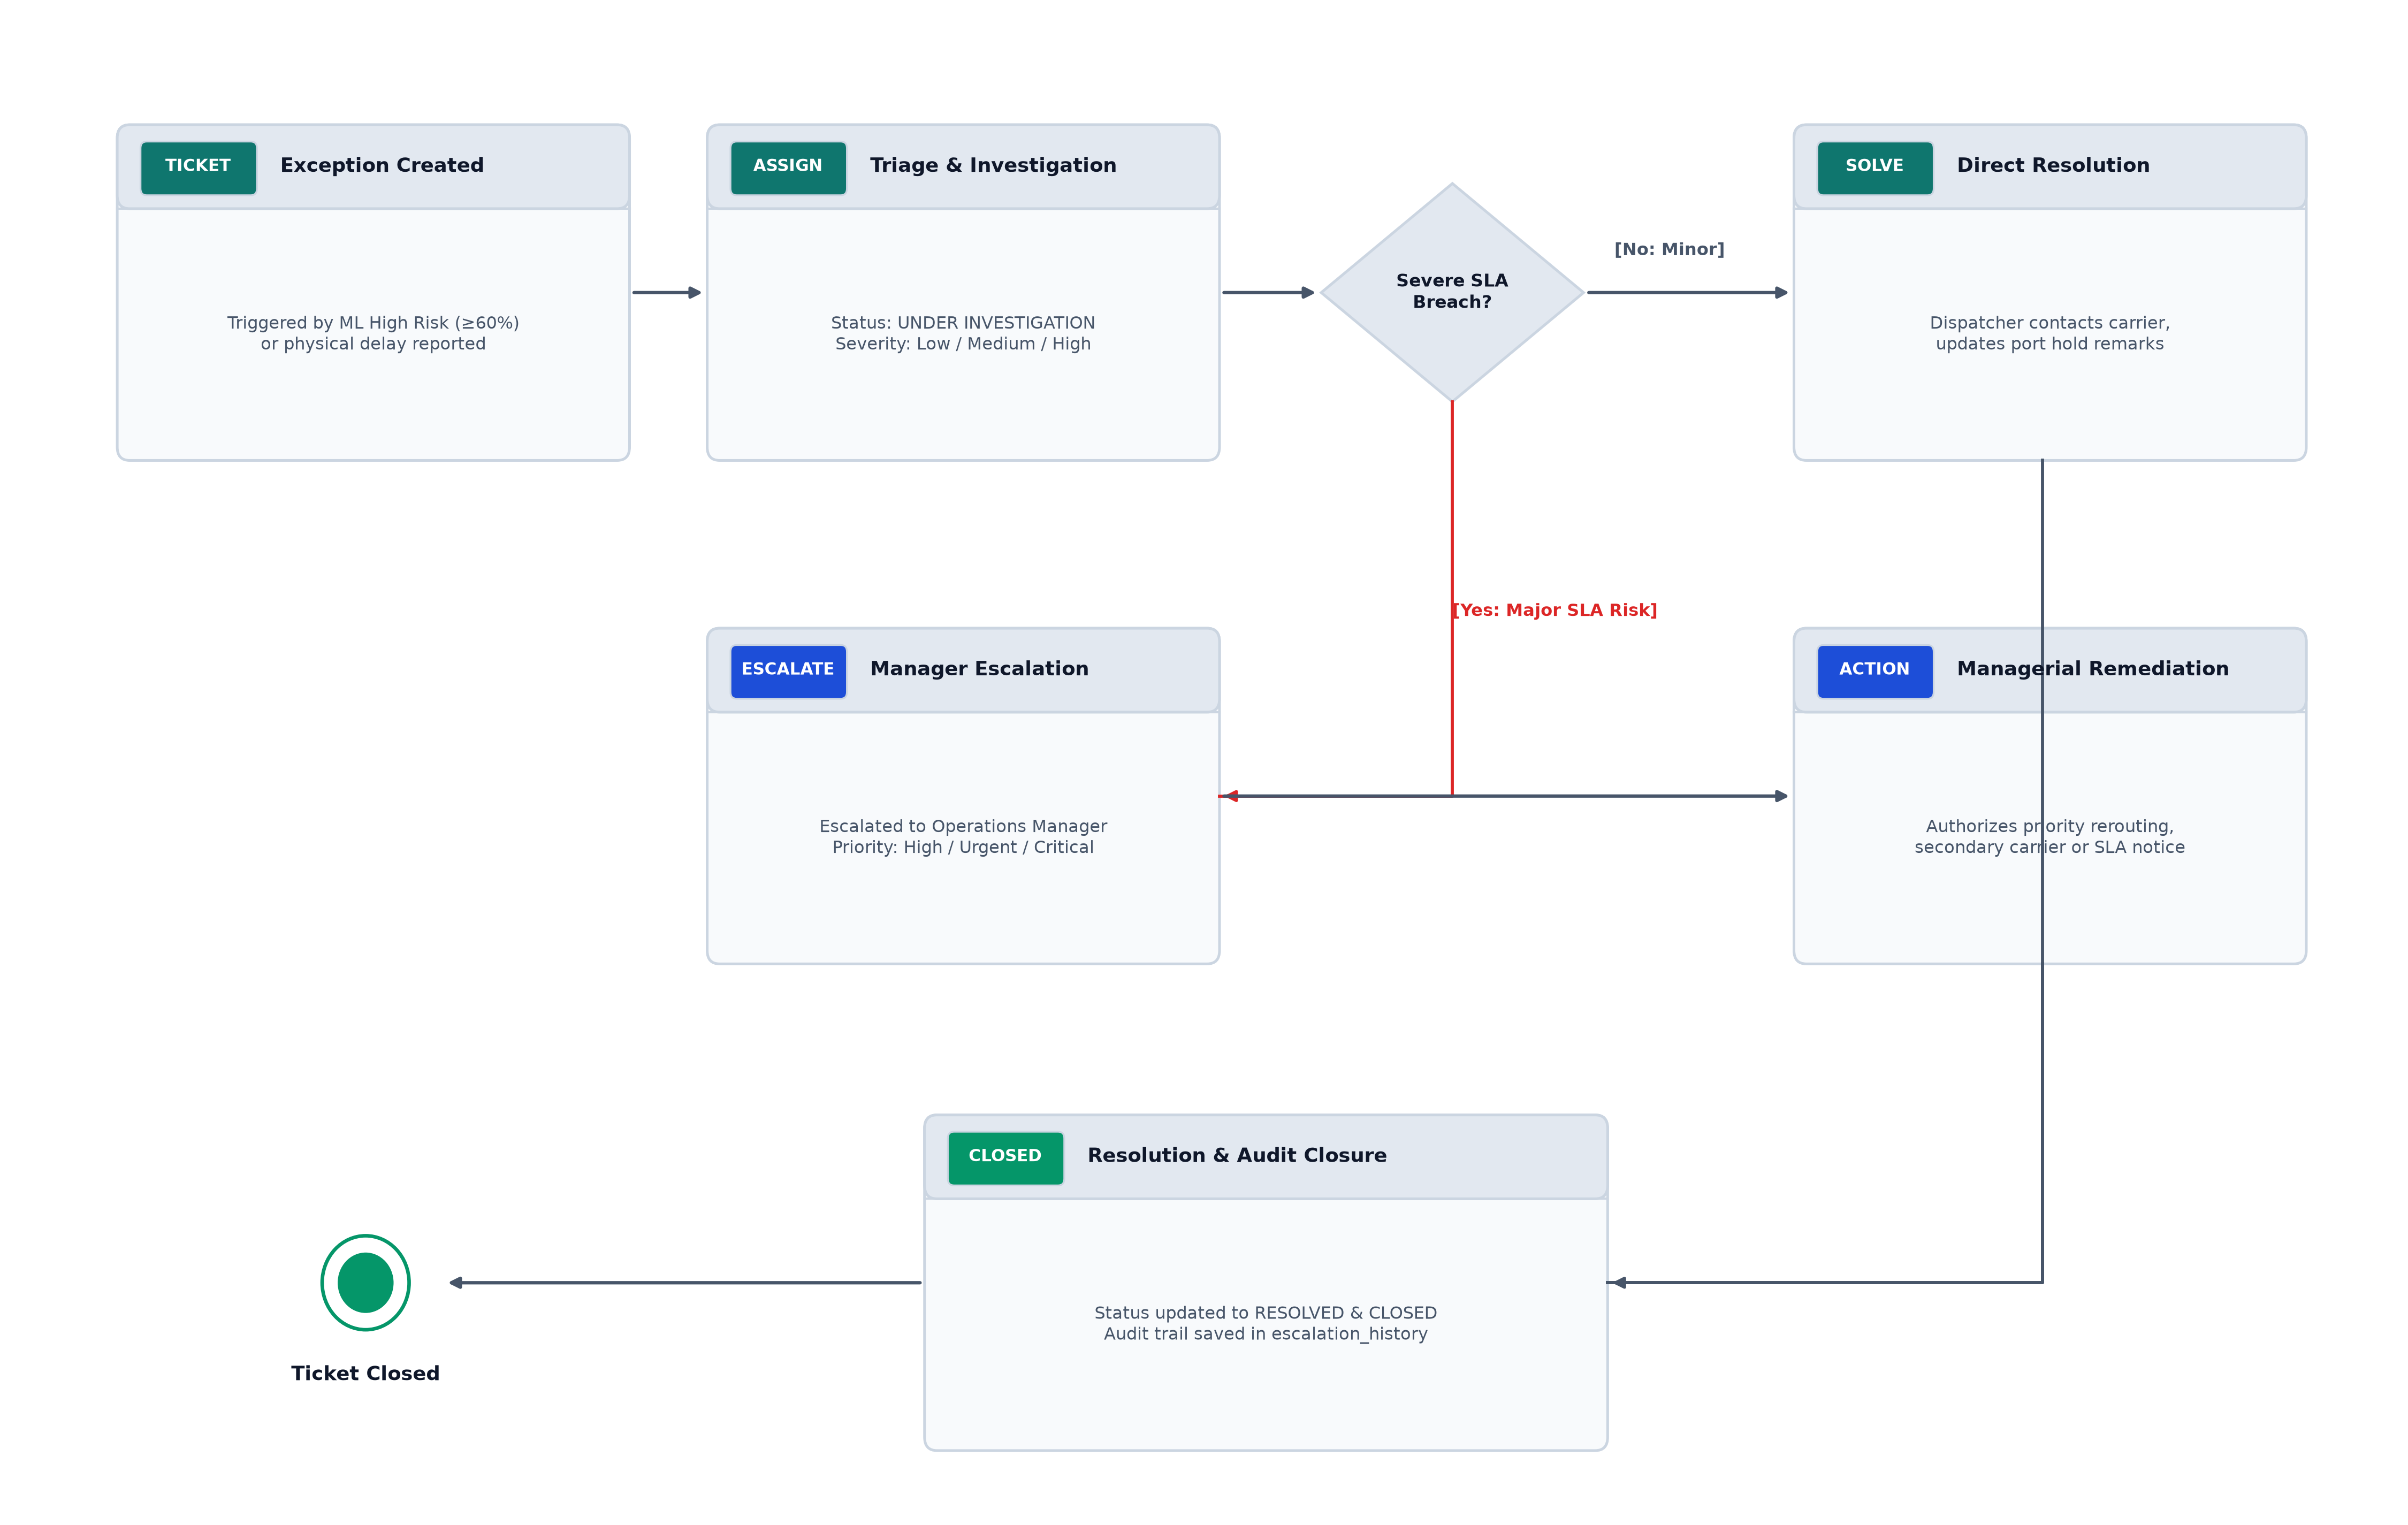 TICKET Exception Created
Triggered by ML High Risk (≥60%)
or physical delay reported
ASSIGN Triage & Investigation
Status: UNDER INVESTIGATION
Severity: Low / Medium / High
Severe SLA
Breach?
[No: Minor]
SOLVE Direct Resolution
Dispatcher contacts carrier,
updates port hold remarks
[Yes: Major SLA Risk]
ESCALATE Manager Escalation
Escalated to Operations Manager
Priority: High / Urgent / Critical
ACTION Managerial Remediation
Authorizes priority rerouting,
secondary carrier or SLA notice
CLOSED Resolution & Audit Closure
Status updated to RESOLVED & CLOSED
Audit trail saved in escalation_history
Ticket Closed